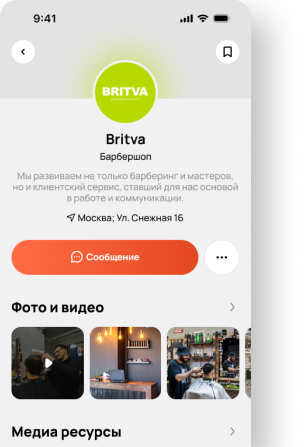 9:41
BRITVA
BARBERSHOP
Britva
Барбершоп
Мы развиваем не только барберинг и мастеров,
но и клиентский сервис, ставший для нас основой
в работе и коммуникации.
Москва; Ул. Снежная 16
Сообщение
Фото и видео
Медиа ресурсы